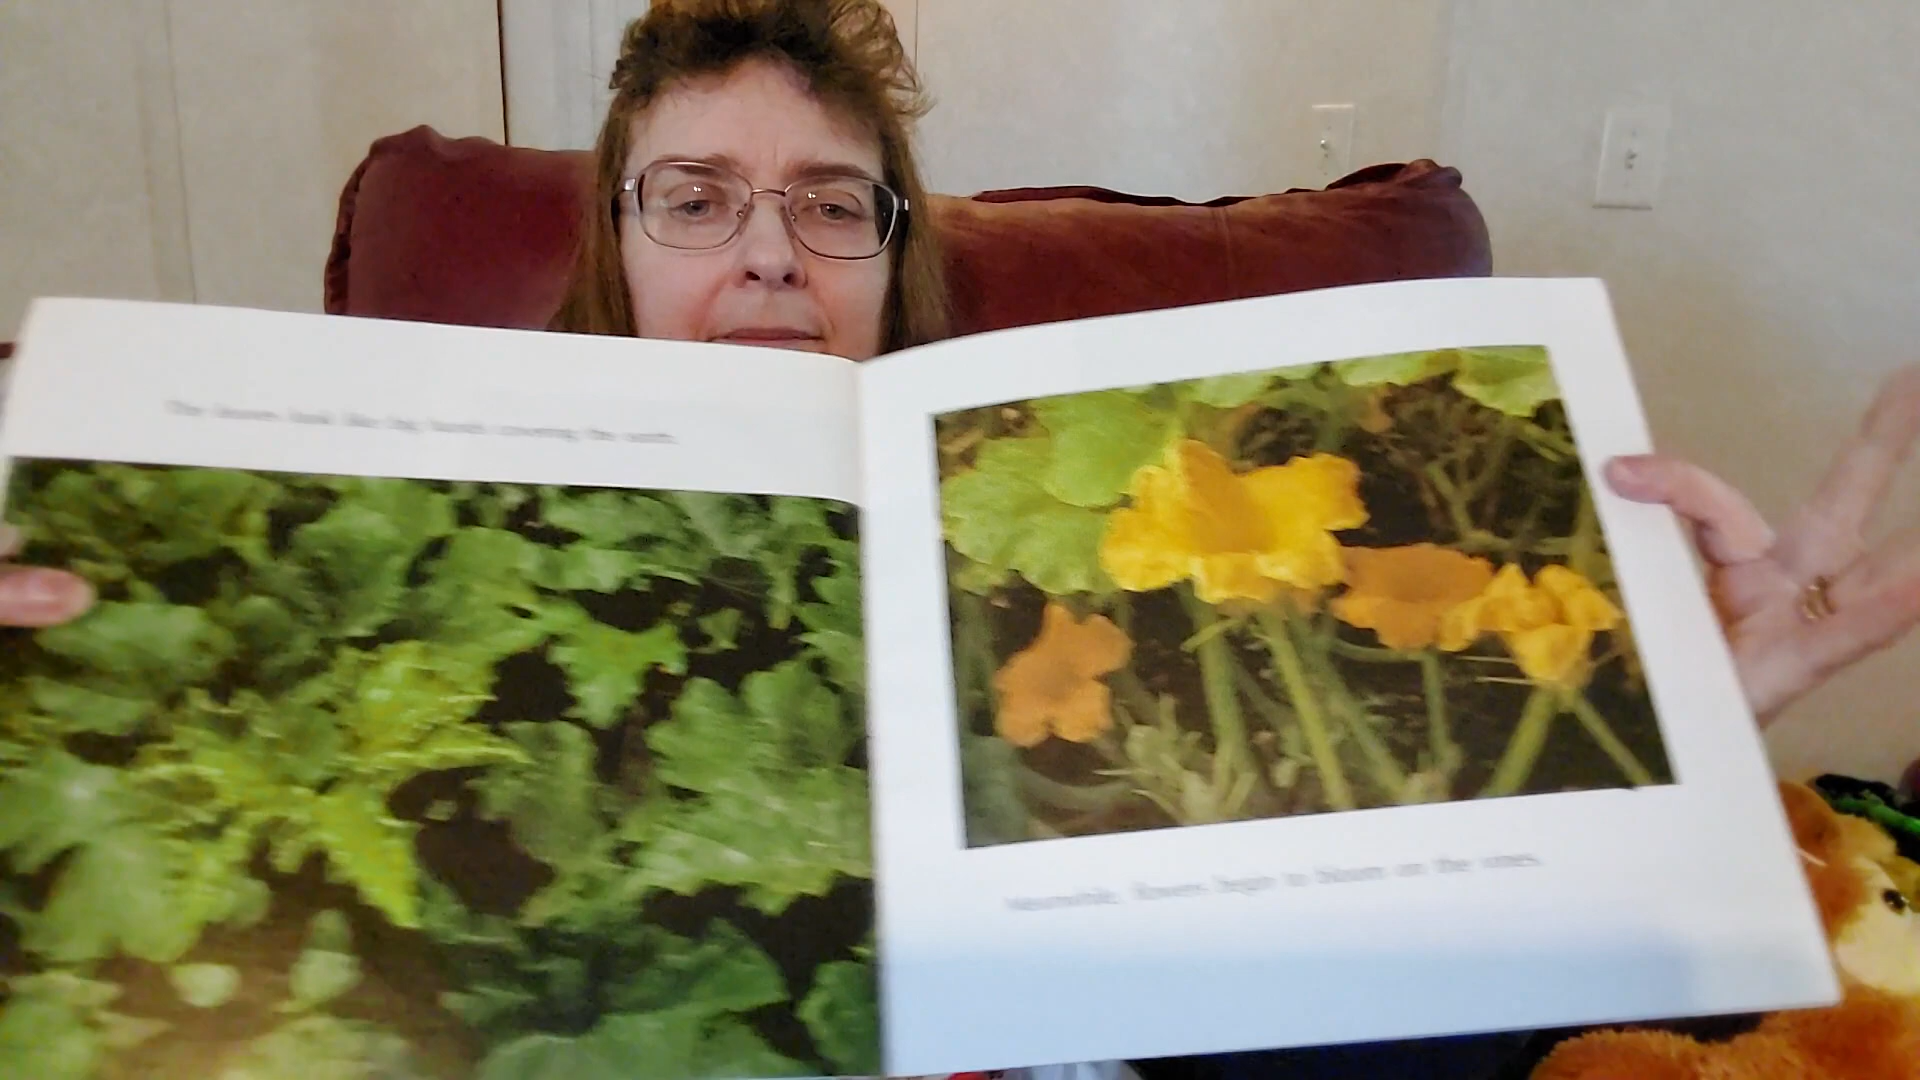 The leaves look like big hands covering the earth.
Meanwhile, flowers begin to bloom on the vines.